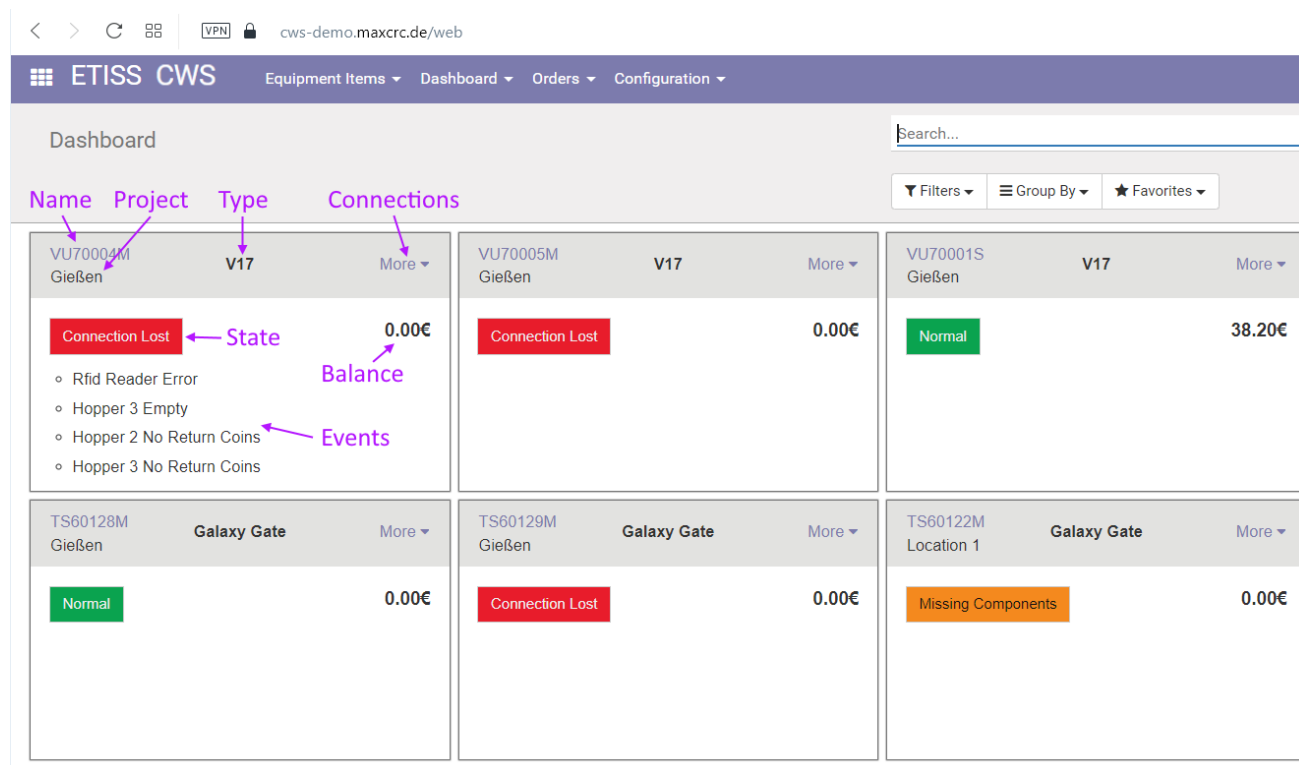 VPN cws-demo.maxcrc.de/web
ETISS CWS Equipment Items Dashboard Orders Configuration
Dashboard
Search...
Filters Group By Favorites
Name Project Type Connections
VU70004M
Gießen
V17
More
VU70005M
Gießen
V17
More
VU70001S
Gießen
V17
More
Connection Lost
State
0.00€
Balance
Rfid Reader Error
Hopper 3 Empty
Hopper 2 No Return Coins
Hopper 3 No Return Coins
Events
Connection Lost
0.00€
Normal
38.20€
TS60128M
Gießen
Galaxy Gate
More
TS60129M
Gießen
Galaxy Gate
More
TS60122M
Location 1
Galaxy Gate
More
Normal
0.00€
Connection Lost
0.00€
Missing Components
0.00€